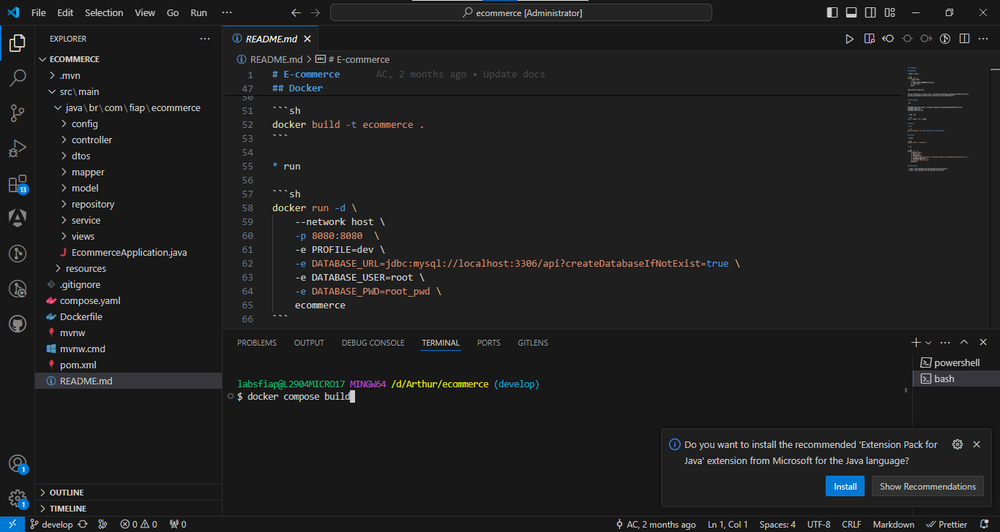 File Edit Selection View Go Run ··· ecommerce [Administrator]
EXPLORER ···
ECOMMERCE
.mvn
src\main
java\br\com\fiap\ecommerce
config
controller
dtos
mapper
model
repository
service
views
EcommerceApplication.java
resources
.gitignore
compose.yaml
Dockerfile
mvnw
mvnw.cmd
pom.xml
README.md
OUTLINE
TIMELINE
13
1
1
README.md
README.md > # E-commerce
1 # E-commerce AC, 2 months ago • Update docs
47 ## Docker
50
51 ```sh
52 docker build -t ecommerce .
53 ```
54
55 * run
56
57 ```sh
58 docker run -d \
59 --network host \
60 -p 8080:8080 \
61 -e PROFILE=dev \
62 -e DATABASE_URL=jdbc:mysql://localhost:3306/api?createDatabaseIfNotExist=true \
63 -e DATABASE_USER=root \
64 -e DATABASE_PWD=root_pwd \
65 ecommerce
66 ```
PROBLEMS OUTPUT DEBUG CONSOLE TERMINAL PORTS GITLENS
labsfiap@L2904MICRO17 MINGW64 /d/Arthur/ecommerce (develop)
$ docker compose build
powershell
bash
Do you want to install the recommended 'Extension Pack for
Java' extension from Microsoft for the Java language?
Install Show Recommendations
develop 0 0 0 AC, 2 months ago Ln 1, Col 1 Spaces: 4 UTF-8 CRLF Markdown Prettier